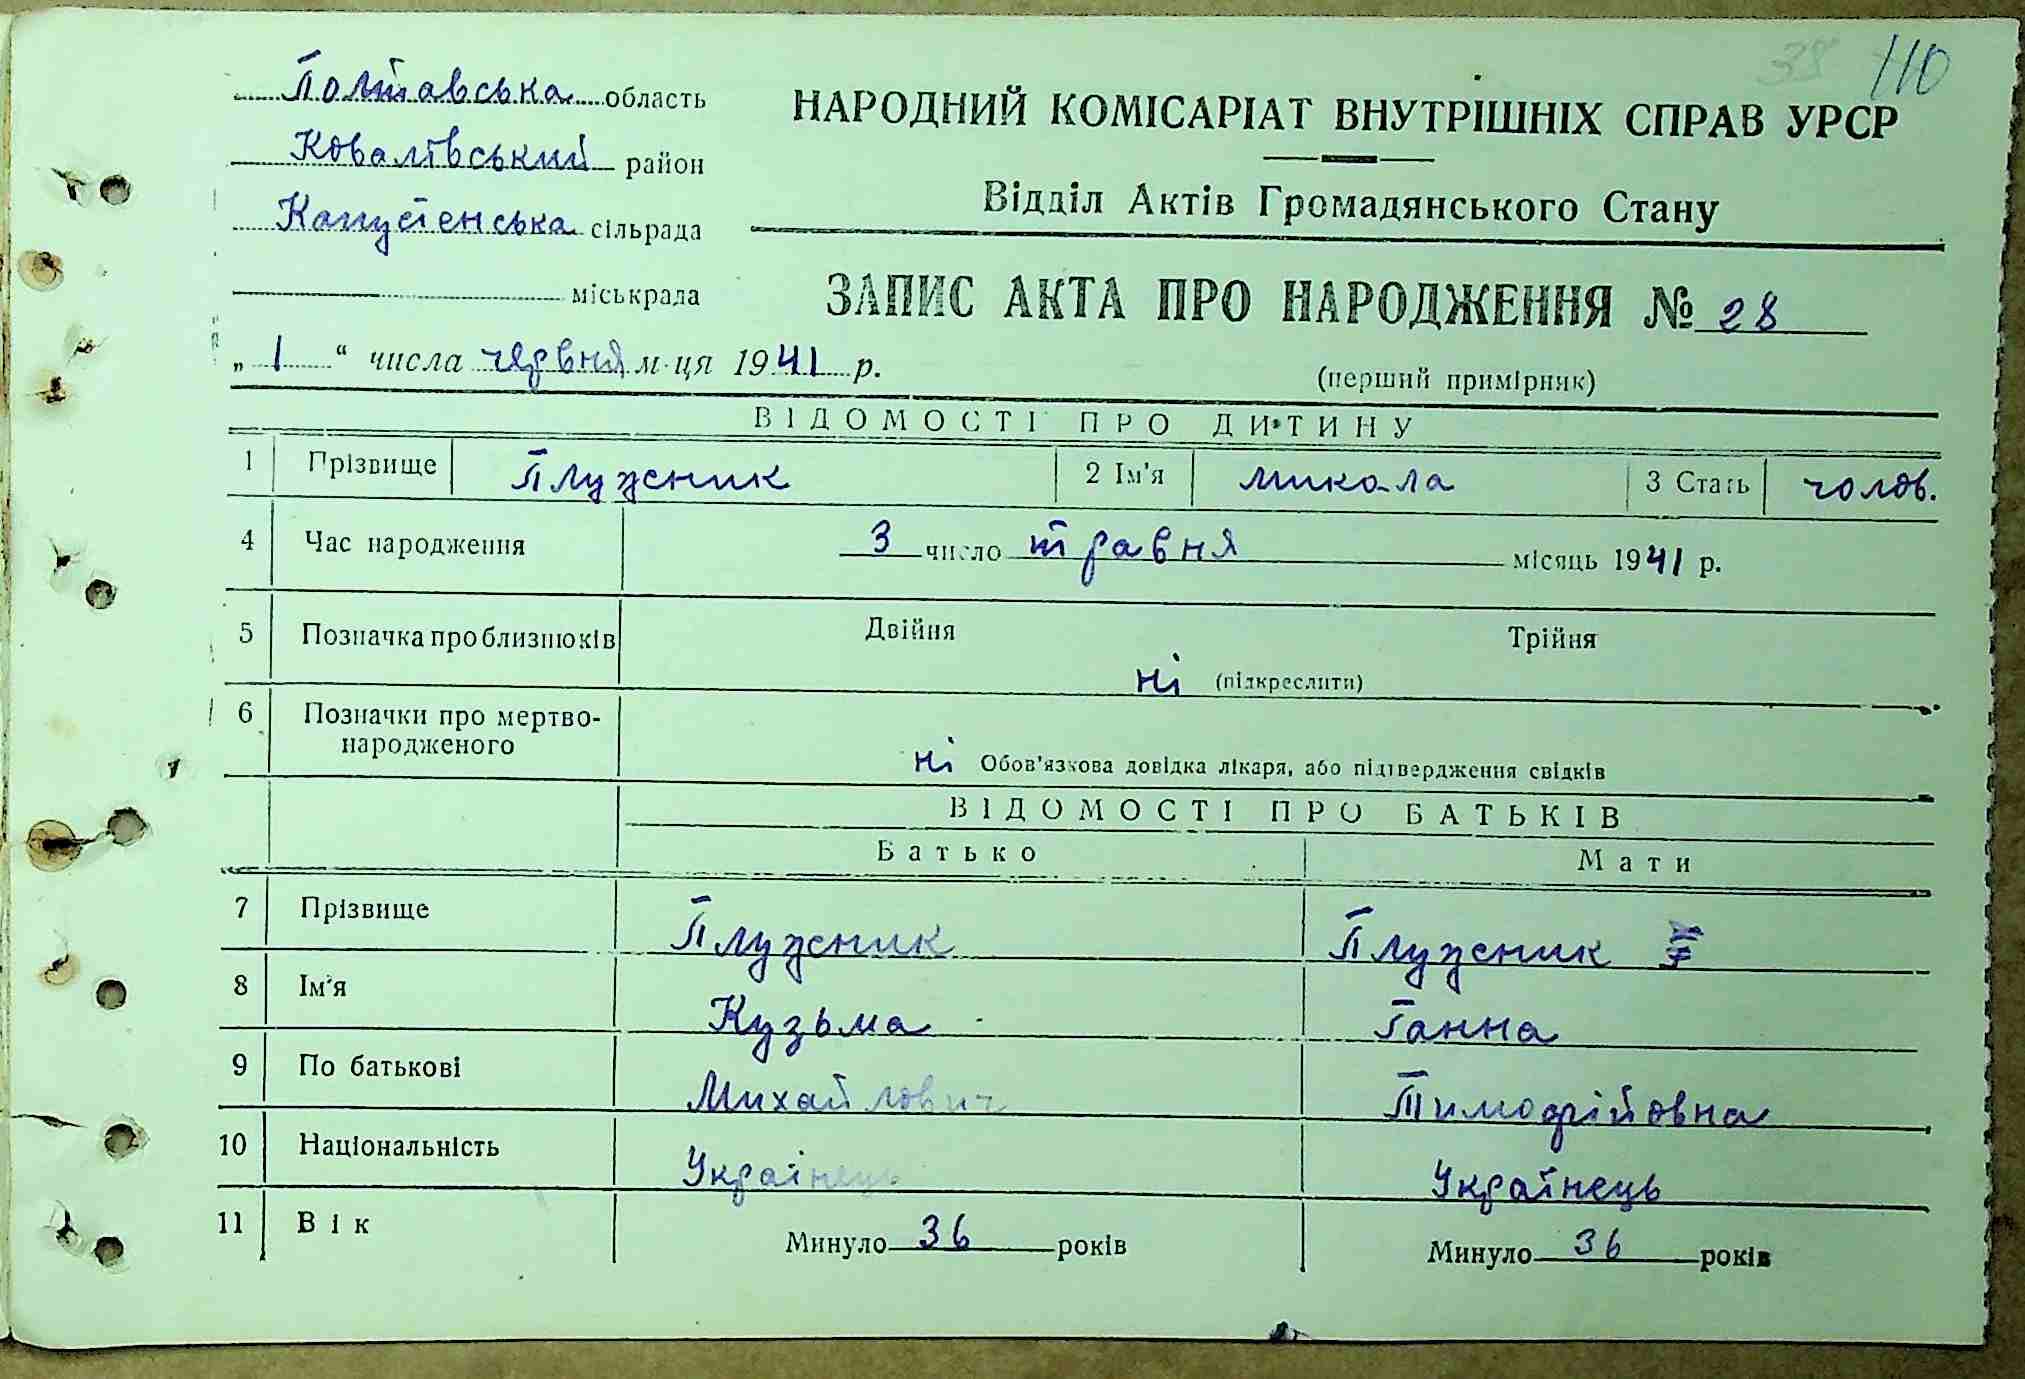 38 110
Полтавська область
Ковалівський район
Капустенська сільрада
міськрада
НАРОДНИЙ КОМІСАРІАТ ВНУТРІШНІХ СПРАВ УРСР
Відділ Актів Громадянського Стану
ЗАПИС АКТА ПРО НАРОДЖЕННЯ № 28
„ 1 “ числа червня м-ця 1941 р.
(перший примірник)
ВІДОМОСТІ ПРО ДИТИНУ
1 Прізвище Плужник 2 Ім'я Микола 3 Стать чолов.
4 Час народження 3 число травня місяць 1941 р.
5 Позначка про близнюків Двійня Трійня
ні (підкреслити)
6 Позначки про мертво-
народженого
ні Обов'язкова довідка лікаря, або підтвердження свідків
ВІДОМОСТІ ПРО БАТЬКІВ
Батько Мати
7 Прізвище Плужник Плужник
8 Ім'я Кузьма Ганна
9 По батькові Михайлович Тимофійовна
10 Національність Українець Українець
11 Вік Минуло 36 років Минуло 36 років